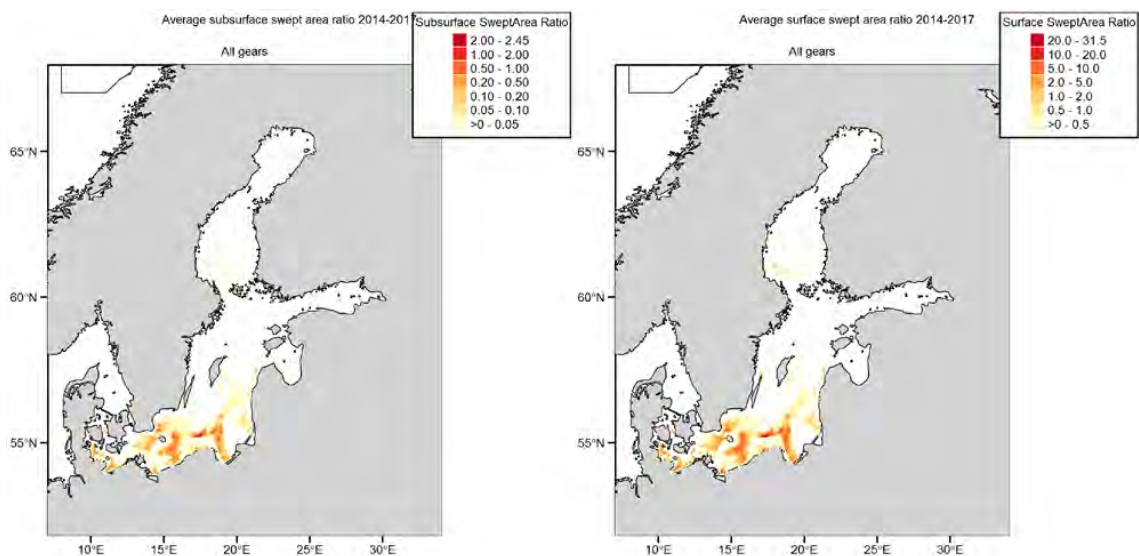 Average subsurface swept area ratio 2014-2017
All gears
Subsurface SweptArea Ratio
2.00 - 2.45
1.00 - 2.00
0.50 - 1.00
0.20 - 0.50
0.10 - 0.20
0.05 - 0.10
>0 - 0.05
65°N
60°N
55°N
10°E 15°E 20°E 25°E 30°E
Average surface swept area ratio 2014-2017
All gears
Surface SweptArea Ratio
20.0 - 31.5
10.0 - 20.0
5.0 - 10.0
2.0 - 5.0
1.0 - 2.0
0.5 - 1.0
>0 - 0.5
65°N
60°N
55°N
10°E 15°E 20°E 25°E 30°E